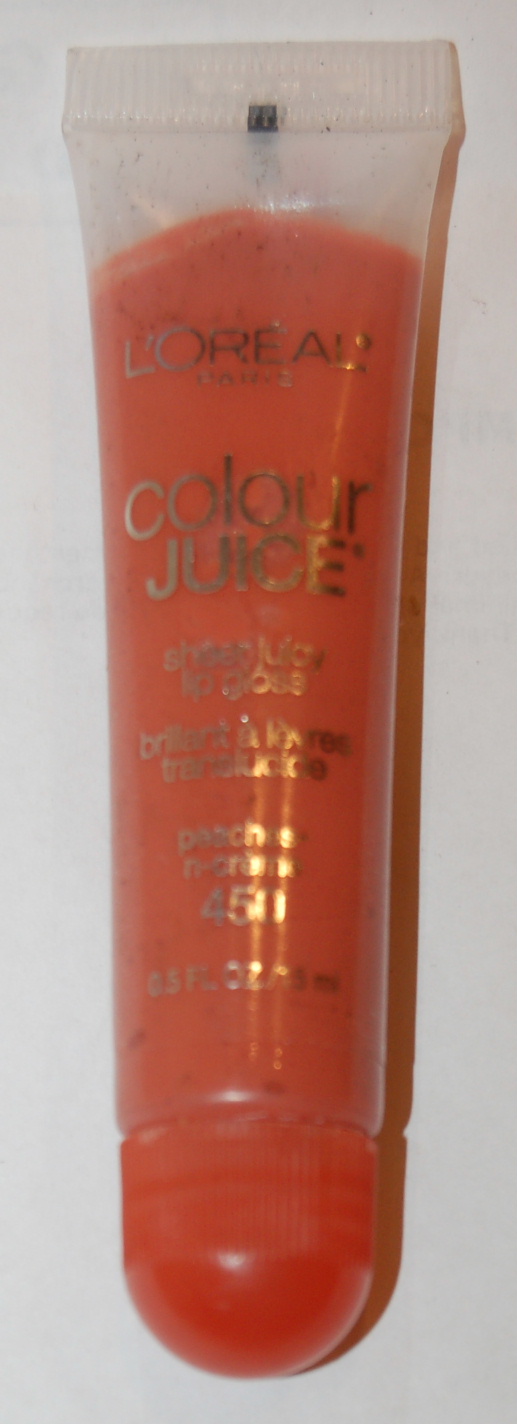 L'ORÉAL®
PARIS
colour
JUICE
sheer juicy
lip gloss
brillant à lèvres
translucide
peaches-
n-crème
450
0.5 FL. OZ./15 ml